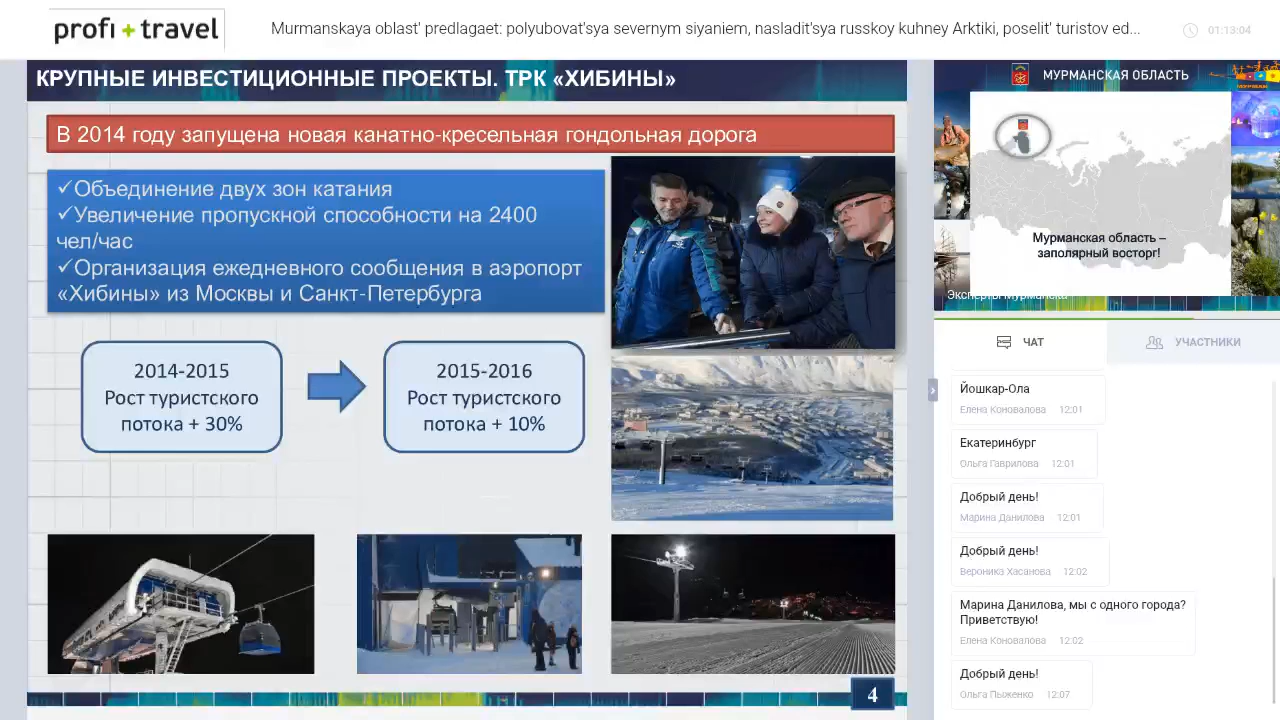 profi + travel
Murmanskaya oblast' predlagaet: polyubovat'sya severnym siyaniem, nasladit'sya russkoy kuhney Arktiki, poselit' turistov ed...
01:13:04
КРУПНЫЕ ИНВЕСТИЦИОННЫЕ ПРОЕКТЫ. ТРК «ХИБИНЫ»
В 2014 году запущена новая канатно-кресельная гондольная дорога
✓Объединение двух зон катания
✓Увеличение пропускной способности на 2400
чел/час
✓Организация ежедневного сообщения в аэропорт
«Хибины» из Москвы и Санкт-Петербурга
2014-2015
Рост туристского
потока + 30%
2015-2016
Рост туристского
потока + 10%
4
МУРМАНСКАЯ ОБЛАСТЬ
Мурманская область –
заполярный восторг!
Эксперты Мурманска
ЧАТ
УЧАСТНИКИ
Йошкар-Ола
Елена Коновалова 12:01
Екатеринбург
Ольга Гаврилова 12:01
Добрый день!
Марина Данилова 12:01
Добрый день!
Вероника Хасанова 12:02
Марина Данилова, мы с одного города?
Приветствую!
Елена Коновалова 12:02
Добрый день!
Ольга Пыженко 12:07